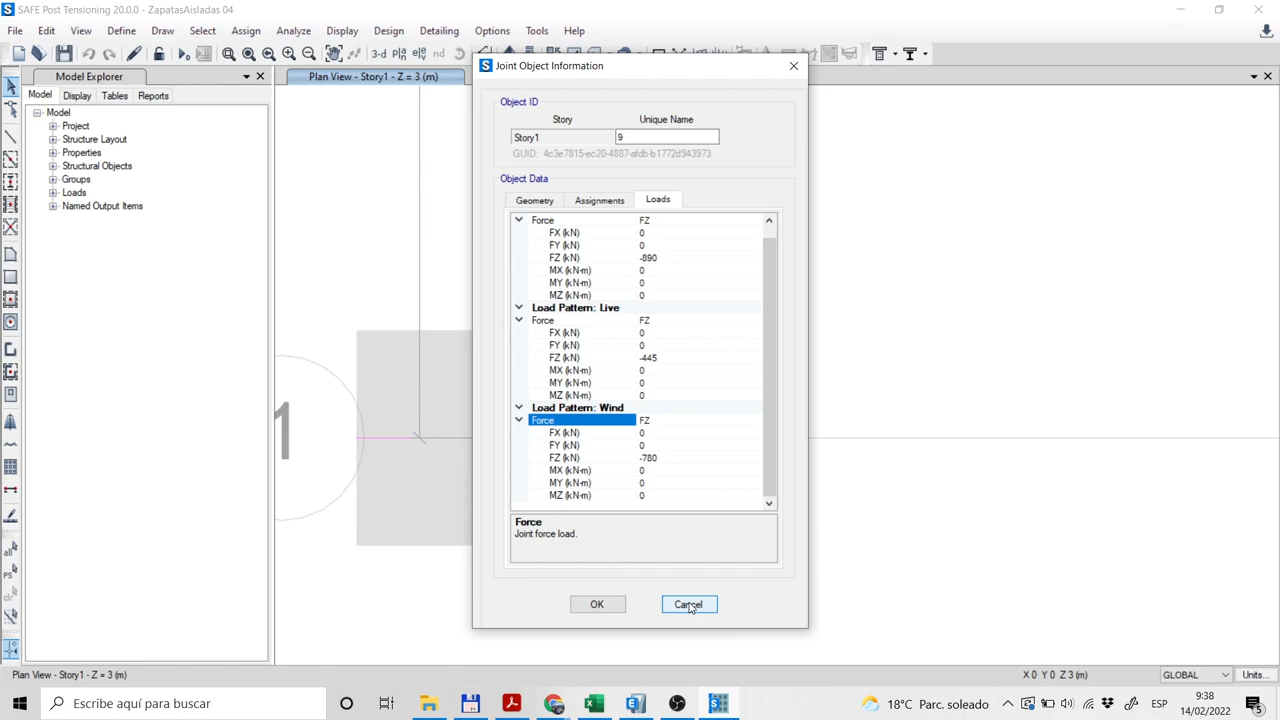 SAFE Post Tensioning 20.0.0 - ZapatasAisladas 04
File Edit View Define Draw Select Assign Analyze Display Design Detailing Options Tools Help
3-d
nd
Model Explorer
Plan View - Story1 - Z = 3 (m)
Model Display Tables Reports
Model
Project
Structure Layout
Properties
Structural Objects
Groups
Loads
Named Output Items
all
PS
clr
1
Joint Object Information
Object ID
Story Unique Name
Story1 9
GUID: 4c3e7815-ec20-4887-afdb-b1772d943973
Object Data
Geometry Assignments Loads
Force FZ
FX (kN) 0
FY (kN) 0
FZ (kN) -890
MX (kN-m) 0
MY (kN-m) 0
MZ (kN-m) 0
Load Pattern: Live
Force FZ
FX (kN) 0
FY (kN) 0
FZ (kN) -445
MX (kN-m) 0
MY (kN-m) 0
MZ (kN-m) 0
Load Pattern: Wind
Force FZ
FX (kN) 0
FY (kN) 0
FZ (kN) -780
MX (kN-m) 0
MY (kN-m) 0
MZ (kN-m) 0
Force
Joint force load.
OK Cancel
Plan View - Story1 - Z = 3 (m) X 0 Y 0 Z 3 (m) GLOBAL Units...
Escribe aquí para buscar
18°C Parc. soleado ESP 9:38
14/02/2022
5